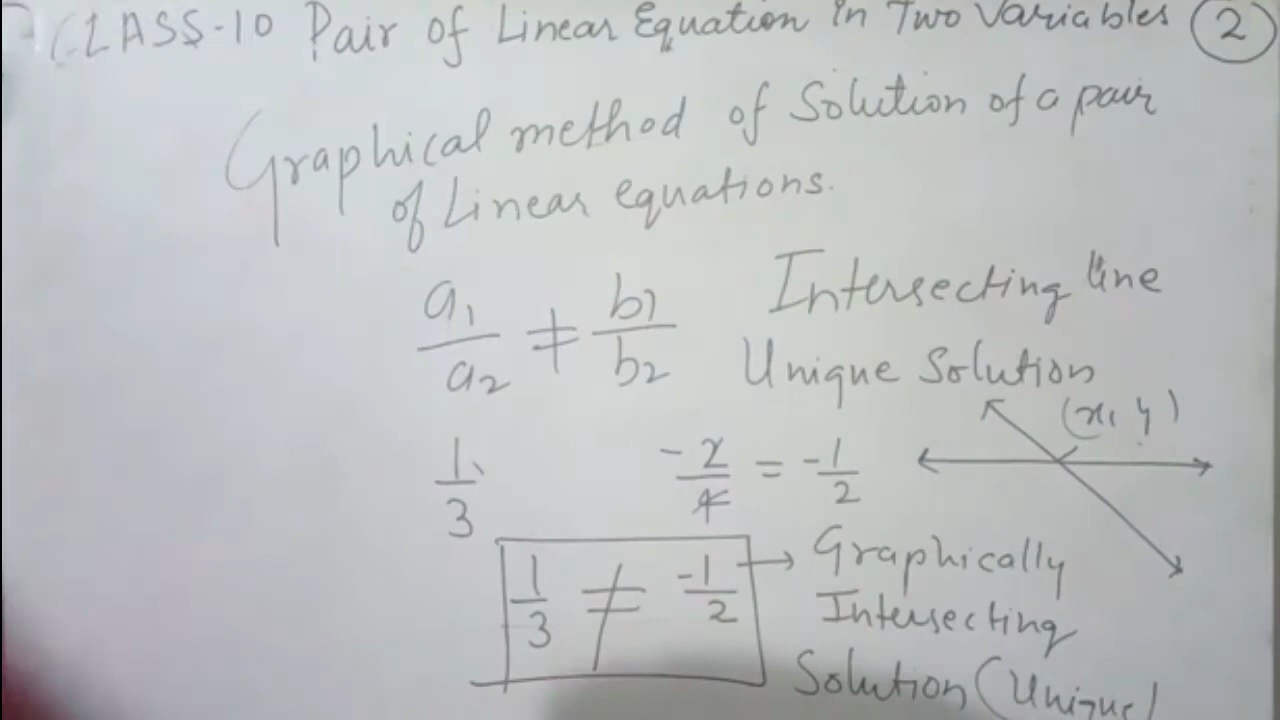 CLASS-10 Pair of Linear Equation in Two Variables 2
Graphical method of Solution of a pair
of Linear equations.
a1/a2 ≠ b1/b2 Intersecting line
Unique Solution
(x, y)
1/3 -2/4 = -1/2
1/3 ≠ -1/2 → Graphically
Intersecting
Solution (Unique)